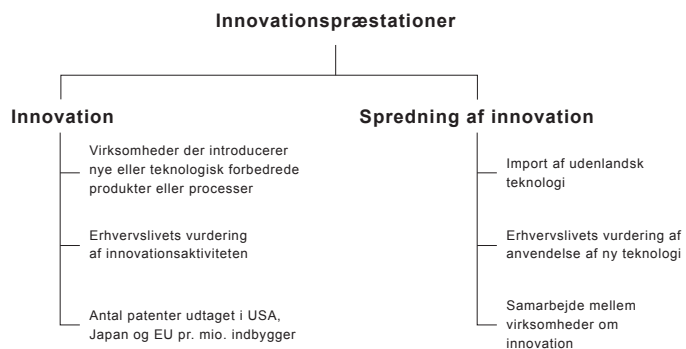 Innovationspræstationer
Innovation
Virksomheder der introducerer
nye eller teknologisk forbedrede
produkter eller processer
Erhvervslivets vurdering
af innovationsaktiviteten
Antal patenter udtaget i USA,
Japan og EU pr. mio. indbygger
Spredning af innovation
Import af udenlandsk
teknologi
Erhvervslivets vurdering af
anvendelse af ny teknologi
Samarbejde mellem
virksomheder om
innovation